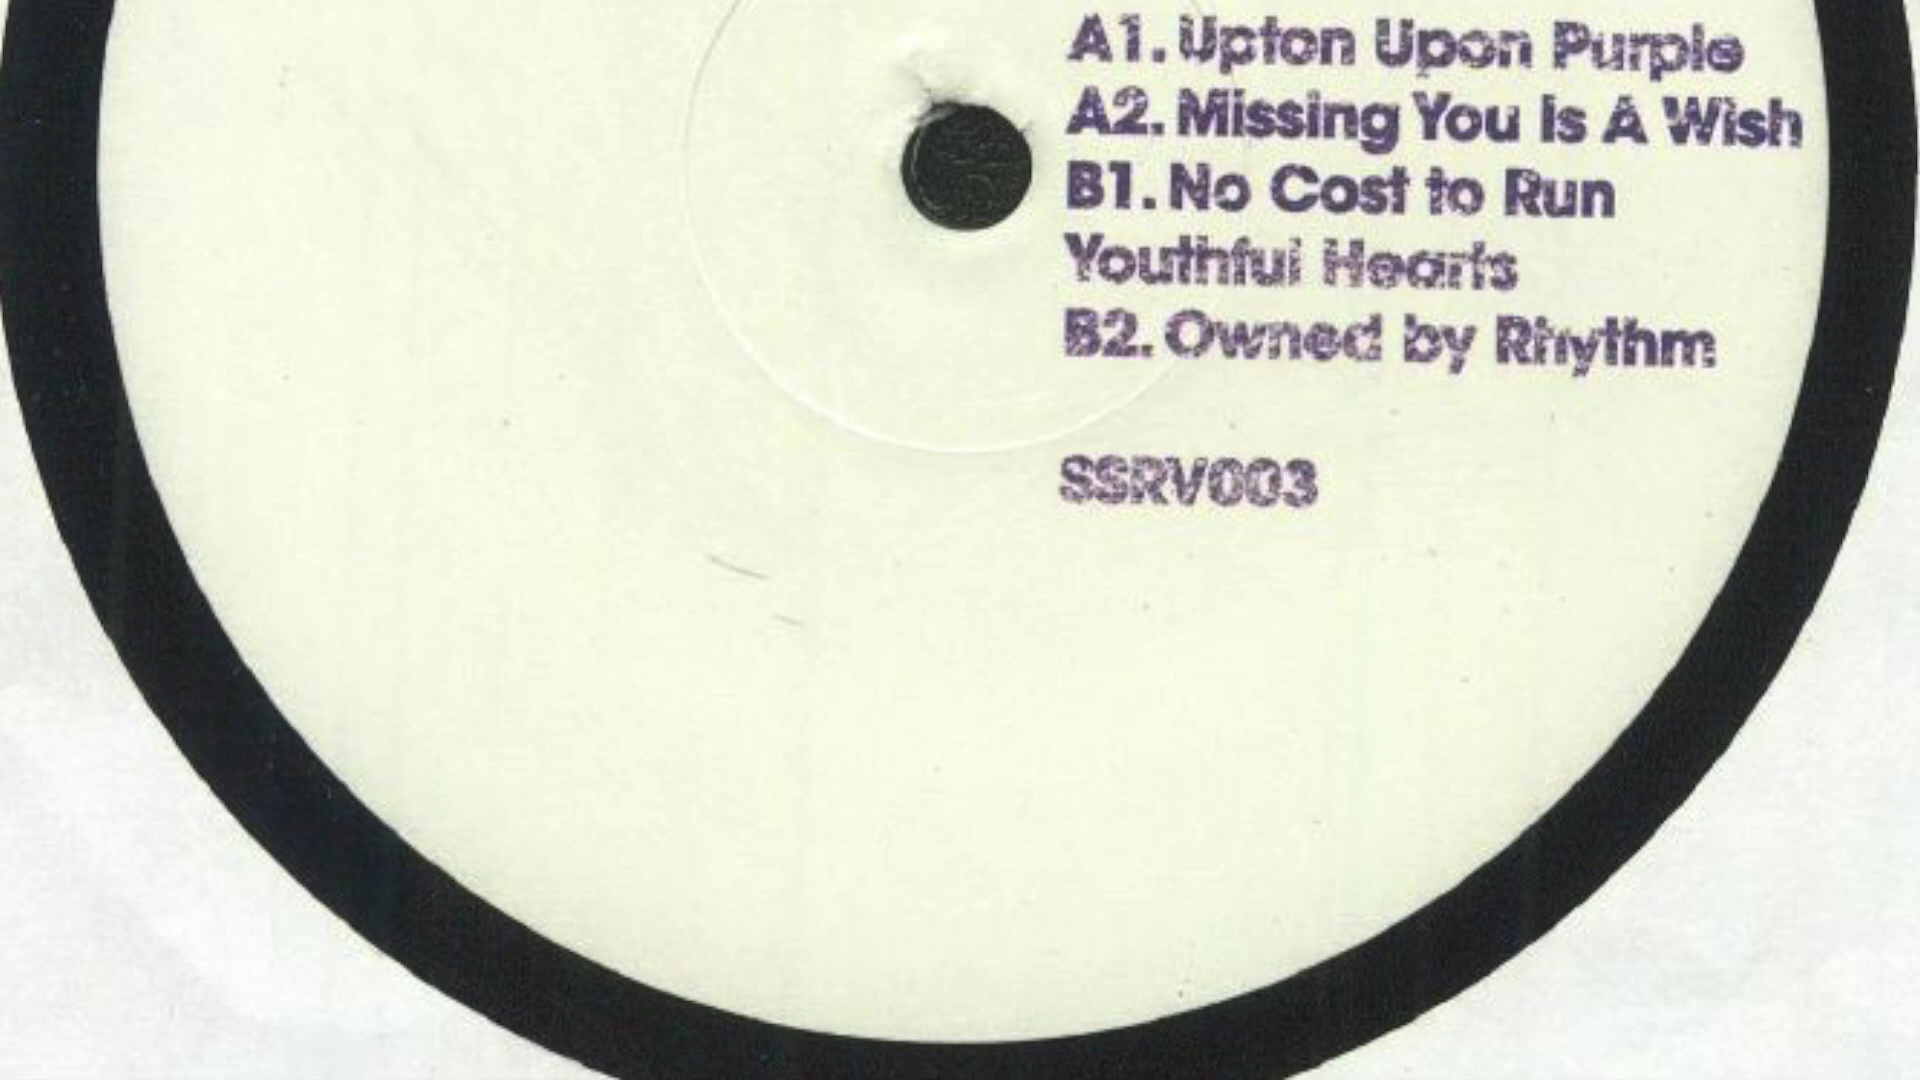 A1. Upton Upon Purple
A2. Missing You Is A Wish
B1. No Cost to Run
Youthful Hearts
B2. Owned by Rhythm
SSRV003